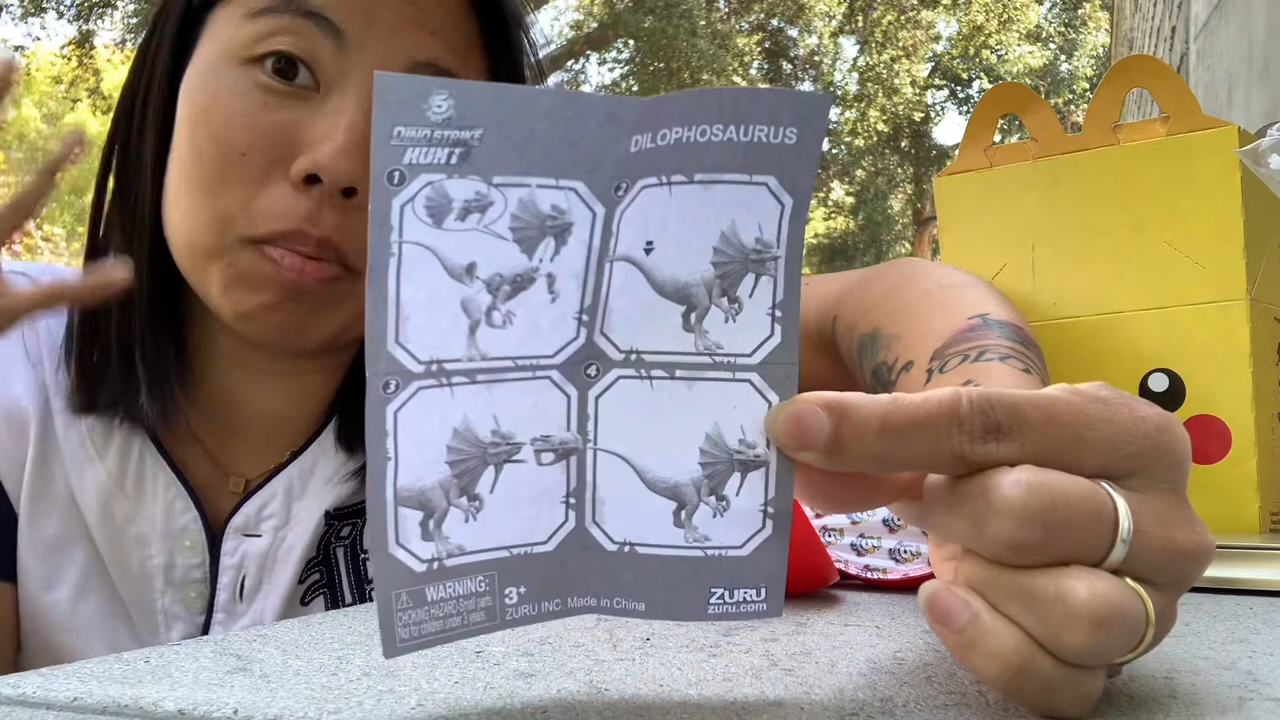 5
DINO STRIKE
HUNT
DILOPHOSAURUS
1
2
3
4
WARNING:
CHOKING HAZARD-Small parts.
Not for children under 3 years.
3+
ZURU INC. Made in China
ZURU
zuru.com
YOLO